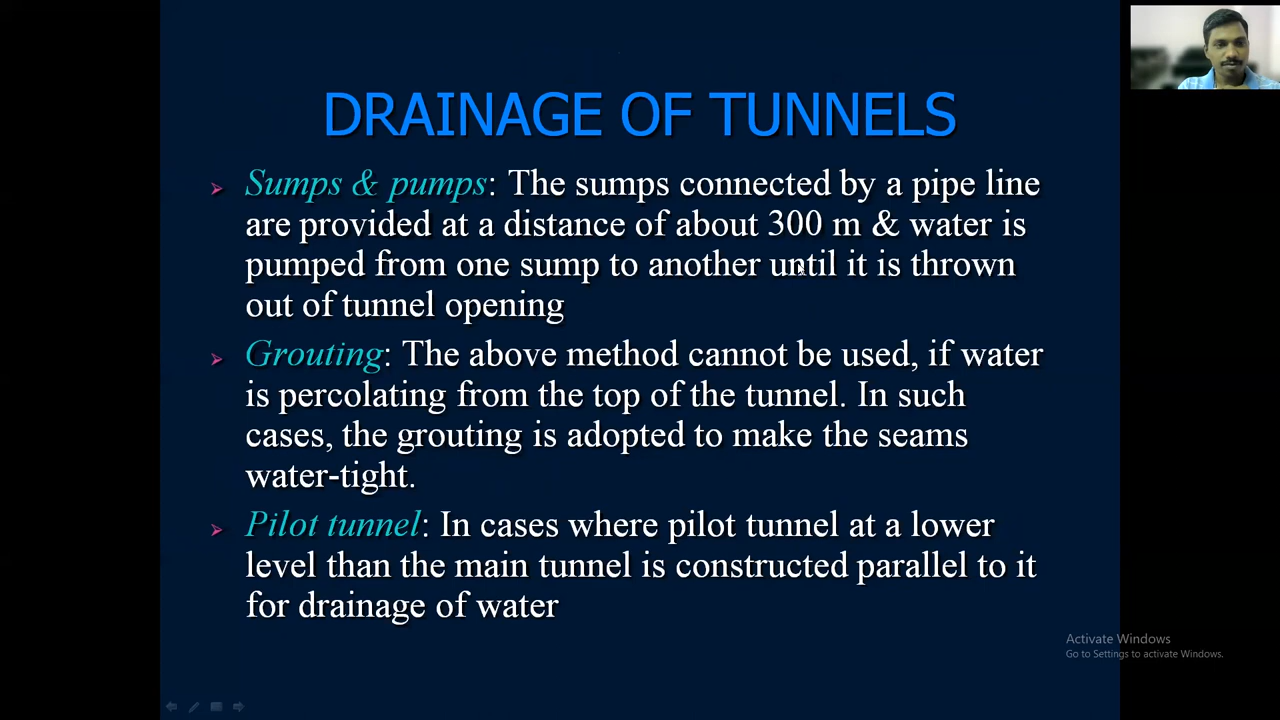 DRAINAGE OF TUNNELS
Sumps & pumps: The sumps connected by a pipe line
are provided at a distance of about 300 m & water is
pumped from one sump to another until it is thrown
out of tunnel opening
Grouting: The above method cannot be used, if water
is percolating from the top of the tunnel. In such
cases, the grouting is adopted to make the seams
water-tight.
Pilot tunnel: In cases where pilot tunnel at a lower
level than the main tunnel is constructed parallel to it
for drainage of water
Activate Windows
Go to Settings to activate Windows.